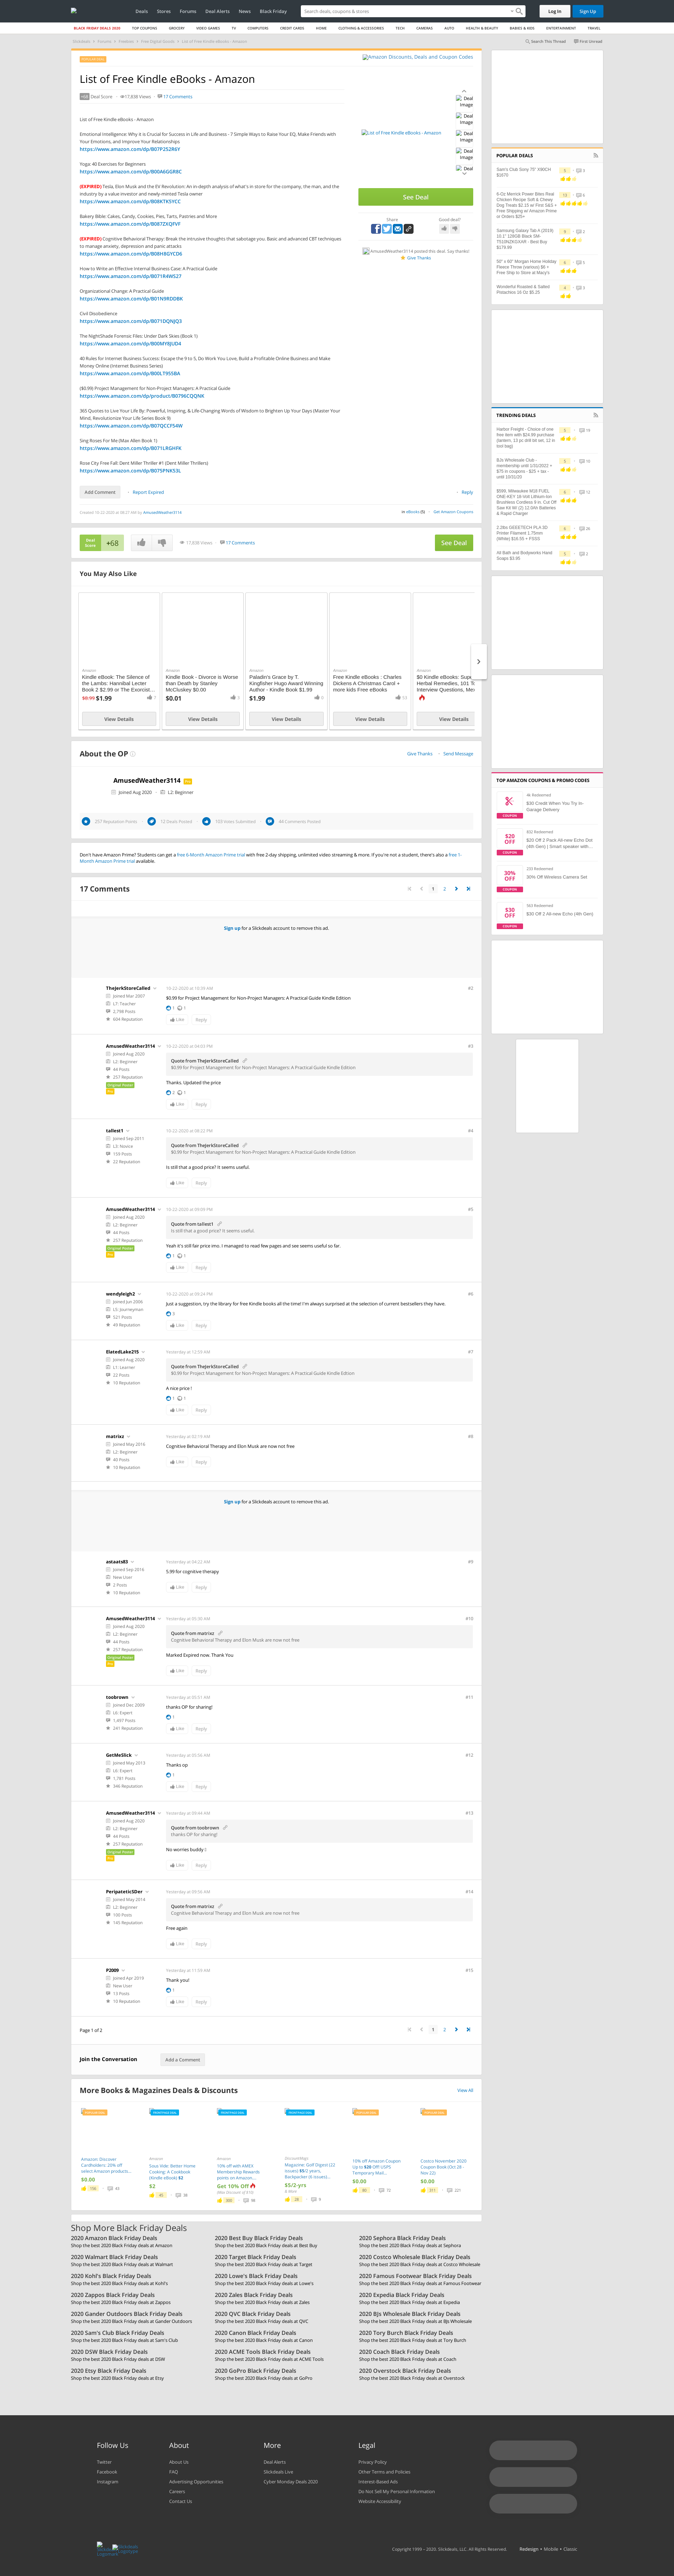 Deals Stores Forums Deal Alerts News Black Friday
Search deals, coupons & stores
Log In
Sign Up
BLACK FRIDAY DEALS 2020 TOP COUPONS GROCERY VIDEO GAMES TV COMPUTERS CREDIT CARDS HOME CLOTHING & ACCESSORIES TECH CAMERAS AUTO HEALTH & BEAUTY BABIES & KIDS ENTERTAINMENT TRAVEL
Slickdeals Forums Freebies Free Digital Goods List of Free Kindle eBooks - Amazon
Search This Thread
First Unread
List of Free Kindle eBooks - Amazon
+68 Deal Score 17,838 Views 17 Comments
Amazon Discounts, Deals and Coupon Codes
List of Free Kindle eBooks - Amazon
Emotional Intelligence: Why it is Crucial for Success in Life and Business - 7 Simple Ways to Raise Your EQ, Make Friends with Your Emotions, and Improve Your Relationships
https://www.amazon.com/dp/B07P2S2R6Y
Yoga: 40 Exercises for Beginners
https://www.amazon.com/dp/B00A6GGR8C
(EXPIRED) Tesla, Elon Musk and the EV Revolution: An in-depth analysis of what's in store for the company, the man, and the industry by a value investor and newly minted Tesla owner
https://www.amazon.com/dp/B08KTK5YCC
Bakery Bible: Cakes, Candy, Cookies, Pies, Tarts, Pastries and More
https://www.amazon.com/dp/B087ZXQFVF
(EXPIRED) Cognitive Behavioral Therapy: Break the intrusive thoughts that sabotage you. Basic and advanced CBT techniques to control anxiety, depression and panic attacks
https://www.amazon.com/dp/B08H8GYCD6
How to Write an Effective Internet Business Case: A Practical Guide
https://www.amazon.com/dp/B071R4W527
Organizational Change: A Practical Guide
https://www.amazon.com/dp/B01N9RD0BK
Civil Disobedience
https://www.amazon.com/dp/B071DQNJQ3
The NightShade Forensic Files: Under Dark Skies (Book 1)
https://www.amazon.com/dp/B00MYBJUD4
40 Rules for Internet Business Success: Escape the 9 to 5, Do Work You Love, Build a Profitable Online Business and Make Money Online (Internet Business Series)
https://www.amazon.com/dp/B00LT95SBA
($0.99) Project Management for Non-Project Managers: A Practical Guide
https://www.amazon.com/dp/product/B0796CQQNK
365 Quotes to Live Your Life By: Powerful, Inspiring, & Life-Changing Words of Wisdom to Brighten Up Your Days (Master Your Mind, Revolutionize Your Life Series Book 9)
https://www.amazon.com/dp/B07QCCFS4W
Sing Roses For Me (Max Allen Book 1)
https://www.amazon.com/dp/B071LRGHFK
Rose City Free Fall: Dent Miller Thriller #1 (Dent Miller Thrillers)
https://www.amazon.com/dp/B075FNK53L
Add Comment Report Expired Reply
Created 10-22-2020 at 08:27 AM by AmusedWeather3114
in eBooks (5) Get Amazon Coupons
Deal Image
Deal Image
Deal Image
Deal Image
Deal
List of Free Kindle eBooks - Amazon
See Deal
Share Good deal?
AmusedWeather3114 posted this deal. Say thanks!
Give Thanks
Deal Score +68 17,838 Views 17 Comments See Deal
You May Also Like
Amazon
Kindle eBook: The Silence of the Lambs: Hannibal Lecter Book 2 $2.99 or The Exorcist...
$0.99 $1.99
View Details
Amazon
Kindle Book - Divorce is Worse than Death by Stanley McCluskey $0.00
$0.01
View Details
Amazon
Paladin's Grace by T. Kingfisher Hugo Award Winning Author - Kindle Book $1.99
$1.99
View Details
Amazon
Free Kindle eBooks : Charles Dickens A Christmas Carol + more kids Free eBooks
View Details
Amazon
View Details
About the OP
Give Thanks Send Message
AmusedWeather3114 Pro
Joined Aug 2020 L2: Beginner
257 Reputation Points 12 Deals Posted 103 Votes Submitted 44 Comments Posted
Don't have Amazon Prime? Students can get a free 6-Month Amazon Prime trial with free 2-day shipping, unlimited video streaming & more. If you're not a student, there's also a free 1-Month Amazon Prime trial available.
17 Comments
1 2
Sign up for a Slickdeals account to remove this ad.
TheJerkStoreCalled
Joined Mar 2007
L7: Teacher
2,758 Posts
694 Reputation
10-22-2020 at 10:38 AM #2
$0.99 for Project Management for Non-Project Managers: A Practical Guide Kindle Edition
1 1
Like Reply
AmusedWeather3114
Joined Aug 2020
L2: Beginner
44 Posts
257 Reputation
Original Poster
Pro
10-22-2020 at 04:03 PM #3
Quote from TheJerkStoreCalled
$0.99 for Project Management for Non-Project Managers: A Practical Guide Kindle Edition
Thanks. Updated the price
2 1
Like Reply
tallest1
Joined Sep 2011
L3: Novice
159 Posts
22 Reputation
10-22-2020 at 08:22 PM #4
Quote from TheJerkStoreCalled
$0.99 for Project Management for Non-Project Managers: A Practical Guide Kindle Edition
Is still that a good price? It seems useful.
Like Reply
AmusedWeather3114
Joined Aug 2020
L2: Beginner
44 Posts
257 Reputation
Original Poster
Pro
10-22-2020 at 09:09 PM #5
Quote from tallest1
Is still that a good price? It seems useful.
Yeah it's still fair price imo. I managed to read few pages and see seems useful so far.
1 1
Like Reply
wendyleigh2
Joined Jun 2006
L5: Journeyman
521 Posts
49 Reputation
10-22-2020 at 09:24 PM #6
Just a suggestion, try the library for free Kindle books all the time! I'm always surprised at the selection of current bestsellers they have.
3
Like Reply
ElatedLake215
Joined Aug 2020
L1: Learner
22 Posts
10 Reputation
Yesterday at 12:59 AM #7
Quote from TheJerkStoreCalled
$0.99 for Project Management for Non-Project Managers: A Practical Guide Kindle Edition
A nice price !
1 1
Like Reply
matrixz
Joined May 2016
L2: Beginner
40 Posts
10 Reputation
Yesterday at 02:19 AM #8
Cognitive Behavioral Therapy and Elon Musk are now not free
Like Reply
Sign up for a Slickdeals account to remove this ad.
astaats83
Joined Sep 2016
New User
2 Posts
10 Reputation
Yesterday at 04:22 AM #9
5.99 for cognitive therapy
Like Reply
AmusedWeather3114
Joined Aug 2020
L2: Beginner
44 Posts
257 Reputation
Original Poster
Pro
Yesterday at 05:30 AM #10
Quote from matrixz
Cognitive Behavioral Therapy and Elon Musk are now not free
Marked Expired now. Thank You
Like Reply
toobrown
Joined Dec 2009
L6: Expert
1,497 Posts
241 Reputation
Yesterday at 05:51 AM #11
thanks OP for sharing!
1
Like Reply
GetMeSlick
Joined May 2013
L6: Expert
1,781 Posts
346 Reputation
Yesterday at 05:56 AM #12
Thanks op
1
Like Reply
AmusedWeather3114
Joined Aug 2020
L2: Beginner
44 Posts
257 Reputation
Original Poster
Pro
Yesterday at 09:44 AM #13
Quote from toobrown
thanks OP for sharing!
No worries buddy !
Like Reply
PeripateticSDer
Joined May 2014
L2: Beginner
100 Posts
140 Reputation
Yesterday at 09:56 AM #14
Quote from matrixz
Cognitive Behavioral Therapy and Elon Musk are now not free
Free again
Like Reply
P2009
Joined Apr 2019
New User
13 Posts
10 Reputation
Yesterday at 11:59 AM #15
Thank you!
1
Like Reply
Page 1 of 2
1 2
Join the Conversation Add a Comment
More Books & Magazines Deals & Discounts
View All
Amazon: Discover Cardholders: 20% off select Amazon products...
$0.00
Amazon
Sous Vide: Better Home Cooking: A Cookbook (Kindle eBook) $2
$2
Amazon
10% off with AMEX Membership Rewards points on Amazon...
Get 10% Off
DiscountMags
Magazine: Golf Digest (22 issues) $5/2 years, Backpacker (6 issues)...
$5/2-yrs
& More
10% off Amazon Coupon Up to $20 Off USPS Temporary Mail...
$0.00
Costco November 2020 Coupon Book (Oct 28 - Nov 22)
$0.00
Shop More Black Friday Deals
2020 Amazon Black Friday Deals
Shop the best 2020 Black Friday deals at Amazon
2020 Best Buy Black Friday Deals
Shop the best 2020 Black Friday deals at Best Buy
2020 Sephora Black Friday Deals
Shop the best 2020 Black Friday deals at Sephora
2020 Walmart Black Friday Deals
Shop the best 2020 Black Friday deals at Walmart
2020 Target Black Friday Deals
Shop the best 2020 Black Friday deals at Target
2020 Costco Wholesale Black Friday Deals
Shop the best 2020 Black Friday deals at Costco Wholesale
2020 Kohl's Black Friday Deals
Shop the best 2020 Black Friday deals at Kohl's
2020 Lowe's Black Friday Deals
Shop the best 2020 Black Friday deals at Lowe's
2020 Famous Footwear Black Friday Deals
Shop the best 2020 Black Friday deals at Famous Footwear
2020 Zappos Black Friday Deals
Shop the best 2020 Black Friday deals at Zappos
2020 Zales Black Friday Deals
Shop the best 2020 Black Friday deals at Zales
2020 Expedia Black Friday Deals
Shop the best 2020 Black Friday deals at Expedia
2020 Gander Outdoors Black Friday Deals
Shop the best 2020 Black Friday deals at Gander Outdoors
2020 QVC Black Friday Deals
Shop the best 2020 Black Friday deals at QVC
2020 BJs Wholesale Black Friday Deals
Shop the best 2020 Black Friday deals at BJs Wholesale
2020 Sam's Club Black Friday Deals
Shop the best 2020 Black Friday deals at Sam's Club
2020 Canon Black Friday Deals
Shop the best 2020 Black Friday deals at Canon
2020 Tory Burch Black Friday Deals
Shop the best 2020 Black Friday deals at Tory Burch
2020 DSW Black Friday Deals
Shop the best 2020 Black Friday deals at DSW
2020 ACME Tools Black Friday Deals
Shop the best 2020 Black Friday deals at ACME Tools
2020 Coach Black Friday Deals
Shop the best 2020 Black Friday deals at Coach
2020 Etsy Black Friday Deals
Shop the best 2020 Black Friday deals at Etsy
2020 GoPro Black Friday Deals
Shop the best 2020 Black Friday deals at GoPro
2020 Overstock Black Friday Deals
Shop the best 2020 Black Friday deals at Overstock
POPULAR DEALS
Sam's Club Sony 75" X90CH $1070
6-Oz Merrick Power Bites Real Chicken Recipe Soft & Chewy Dog Treats $2.15 w/ First S&S + Free Shipping w/ Amazon Prime or Orders $25+
Samsung Galaxy Tab A (2019) 10.1" 128GB Black SM-T510NZKGXAR - Best Buy $179.99
50" x 60" Morgan Home Holiday Fleece Throw (various) $6 + Free Ship to Store at Macy's
Wonderful Roasted & Salted Pistachios 16 Oz $5.25
TRENDING DEALS
Harbor Freight - Choice of one free item with $24.99 purchase (tarders, 13 pc drill bit set, 12 in tool bag)
BJs Wholesale Club - membership until 1/31/2022 + $75 in coupons - $25 + tax - until 10/31/20
$599, Milwaukee M18 FUEL ONE-KEY 18-Volt Lithium-Ion Brushless Cordless 9 in. Cut Off Saw Kit W/ (2) 12.0Ah Batteries & Rapid Charger
2.2lbs GEEETECH PLA 3D Printer Filament 1.75mm (White) $16.55 + FSSS
All Bath and Bodyworks Hand Soaps $3.95
TOP AMAZON COUPONS & PROMO CODES
4k Redeemed
$30 Credit When You Try In-Garage Delivery
COUPON
832 Redeemed
$20 OFF
$20 Off 2 Pack All-new Echo Dot (4th Gen) | Smart speaker with...
COUPON
233 Redeemed
30% OFF
30% Off Wireless Camera Set
COUPON
563 Redeemed
$30 OFF
$30 Off 2 All-new Echo (4th Gen)
COUPON
Follow Us
Twitter
Facebook
Instagram
About
About Us
FAQ
Advertising Opportunities
Careers
Contact Us
More
Deal Alerts
Slickdeals Live
Cyber Monday Deals 2020
Legal
Privacy Policy
Other Terms and Policies
Interest-Based Ads
Do Not Sell My Personal Information
Website Accessibility
Copyright 1999 - 2020. Slickdeals, LLC. All Rights Reserved. Redesign • Mobile • Classic